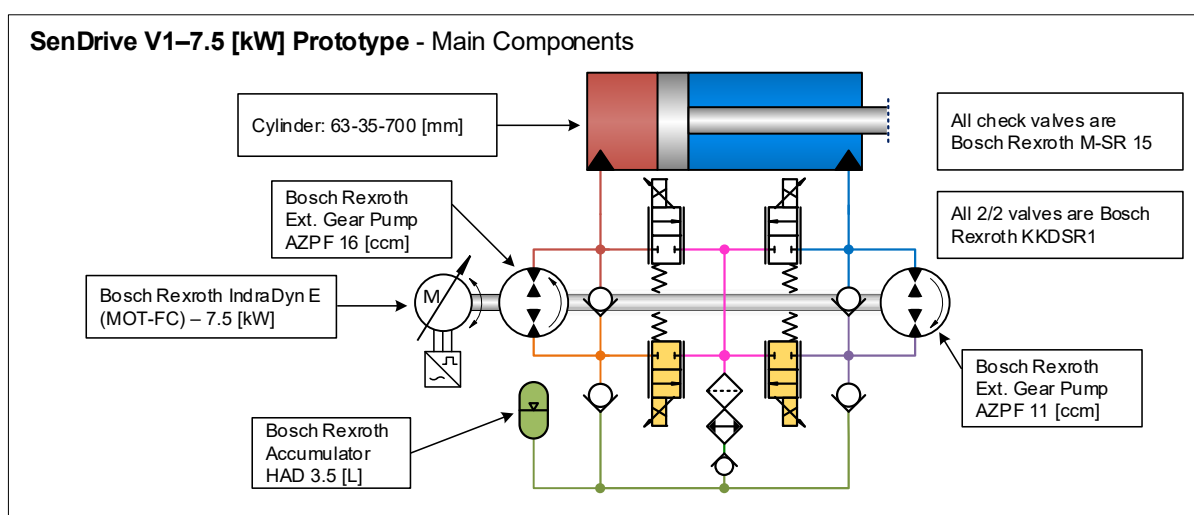 SenDrive V1–7.5 [kW] Prototype - Main Components
Cylinder: 63-35-700 [mm]
All check valves are
Bosch Rexroth M-SR 15
Bosch Rexroth
Ext. Gear Pump
AZPF 16 [ccm]
All 2/2 valves are Bosch
Rexroth KKDSR1
Bosch Rexroth IndraDyn E
(MOT-FC) – 7.5 [kW]
M
Bosch Rexroth
Ext. Gear Pump
AZPF 11 [ccm]
Bosch Rexroth
Accumulator
HAD 3.5 [L]